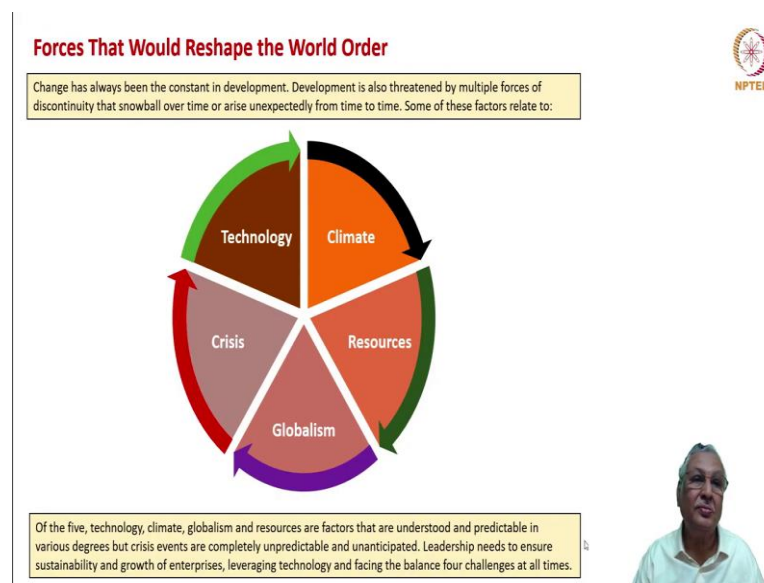 Forces That Would Reshape the World Order
NPTEL
Change has always been the constant in development. Development is also threatened by multiple forces of
discontinuity that snowball over time or arise unexpectedly from time to time. Some of these factors relate to:
Technology
Climate
Crisis
Resources
Globalism
Of the five, technology, climate, globalism and resources are factors that are understood and predictable in
various degrees but crisis events are completely unpredictable and unanticipated. Leadership needs to ensure
sustainability and growth of enterprises, leveraging technology and facing the balance four challenges at all times.